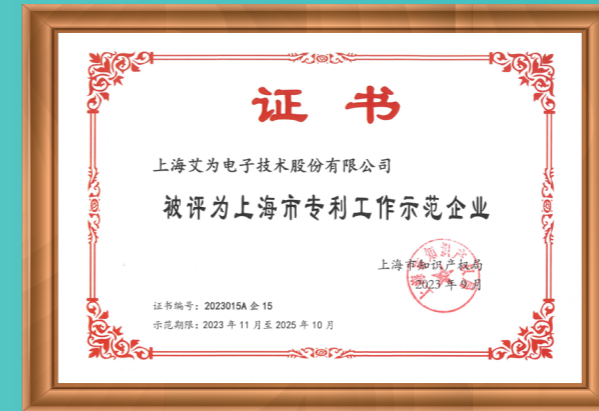 证书
上海艾为电子技术股份有限公司
被评为上海市专利工作示范企业
上海市知识产权局
2023年9月
证书编号：2023015A企15
示范期限：2023年11月至2025年10月